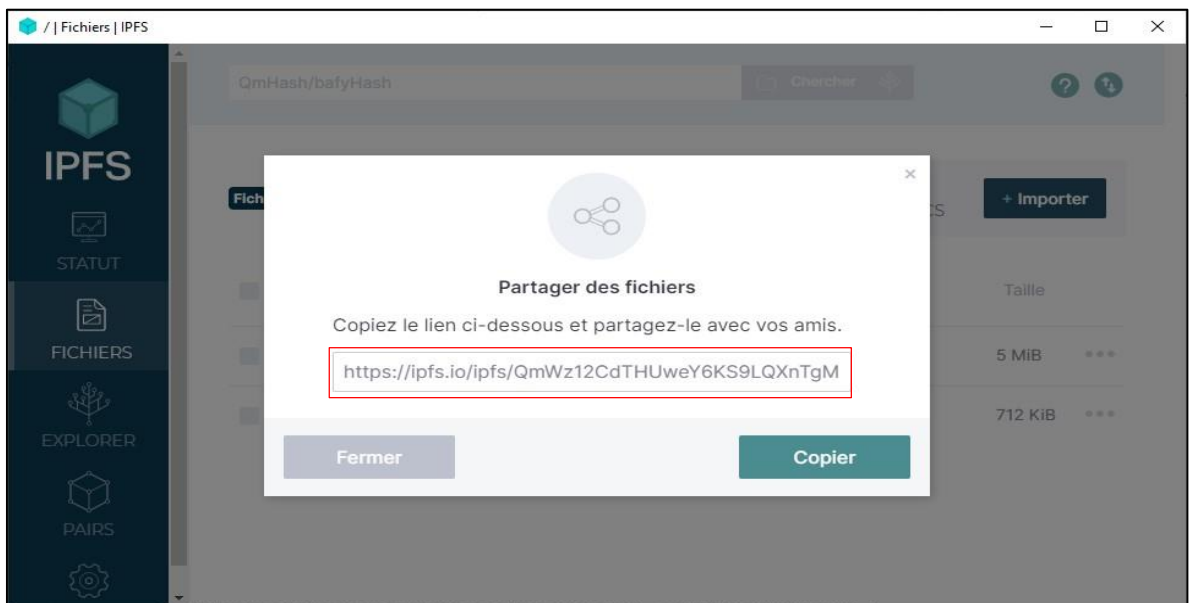 / | Fichiers | IPFS
QmHash/bafyHash
Chercher
IPFS
Fich
+ Importer
STATUT
Partager des fichiers
Taille
Copiez le lien ci-dessous et partagez-le avec vos amis.
FICHIERS
5 MiB
https://ipfs.io/ipfs/QmWz12CdTHUweY6KS9LQXnTgM
712 KiB
EXPLORER
Fermer
Copier
PAIRS